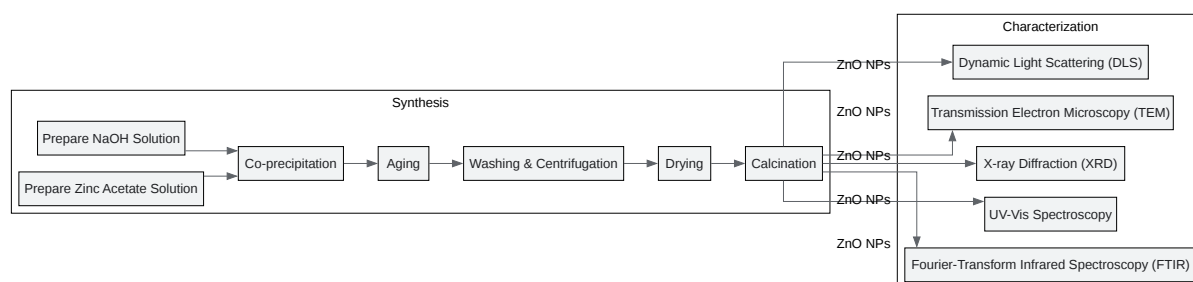 Characterization
ZnO NPs
Dynamic Light Scattering (DLS)
Synthesis
ZnO NPs
Transmission Electron Microscopy (TEM)
Prepare NaOH Solution
Co-precipitation
Aging
Washing & Centrifugation
Drying
Calcination
ZnO NPs
X-ray Diffraction (XRD)
Prepare Zinc Acetate Solution
ZnO NPs
UV-Vis Spectroscopy
ZnO NPs
Fourier-Transform Infrared Spectroscopy (FTIR)